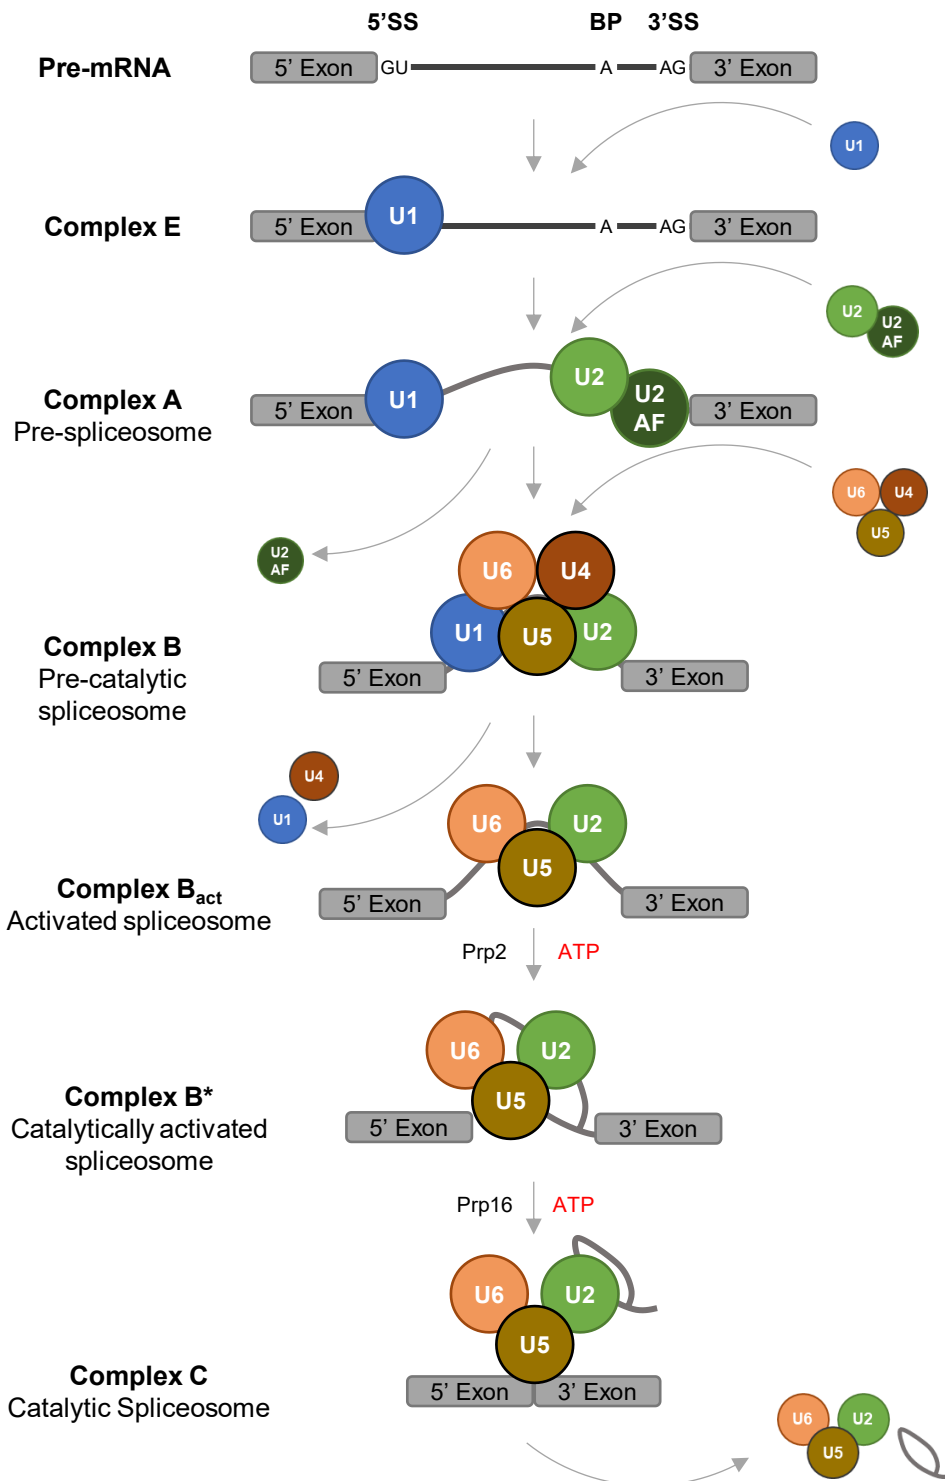 5’SS BP 3’SS
Pre-mRNA 5’ Exon GU A AG 3’ Exon
U1
Complex E 5’ Exon U1 A AG 3’ Exon
U2 U2 AF
Complex A
Pre-spliceosome
5’ Exon U1 U2 U2 AF 3’ Exon
U6 U4
U5
U2 AF
U6 U4
U1 U5 U2
Complex B
Pre-catalytic
spliceosome
5’ Exon 3’ Exon
U4
U1
U6 U2
U5
Complex Bact
Activated spliceosome
5’ Exon 3’ Exon
Prp2 ATP
U6 U2
U5
Complex B*
Catalytically activated
spliceosome
5’ Exon 3’ Exon
Prp16 ATP
U6 U2
U5
Complex C
Catalytic Spliceosome
5’ Exon 3’ Exon
U6 U2
U5